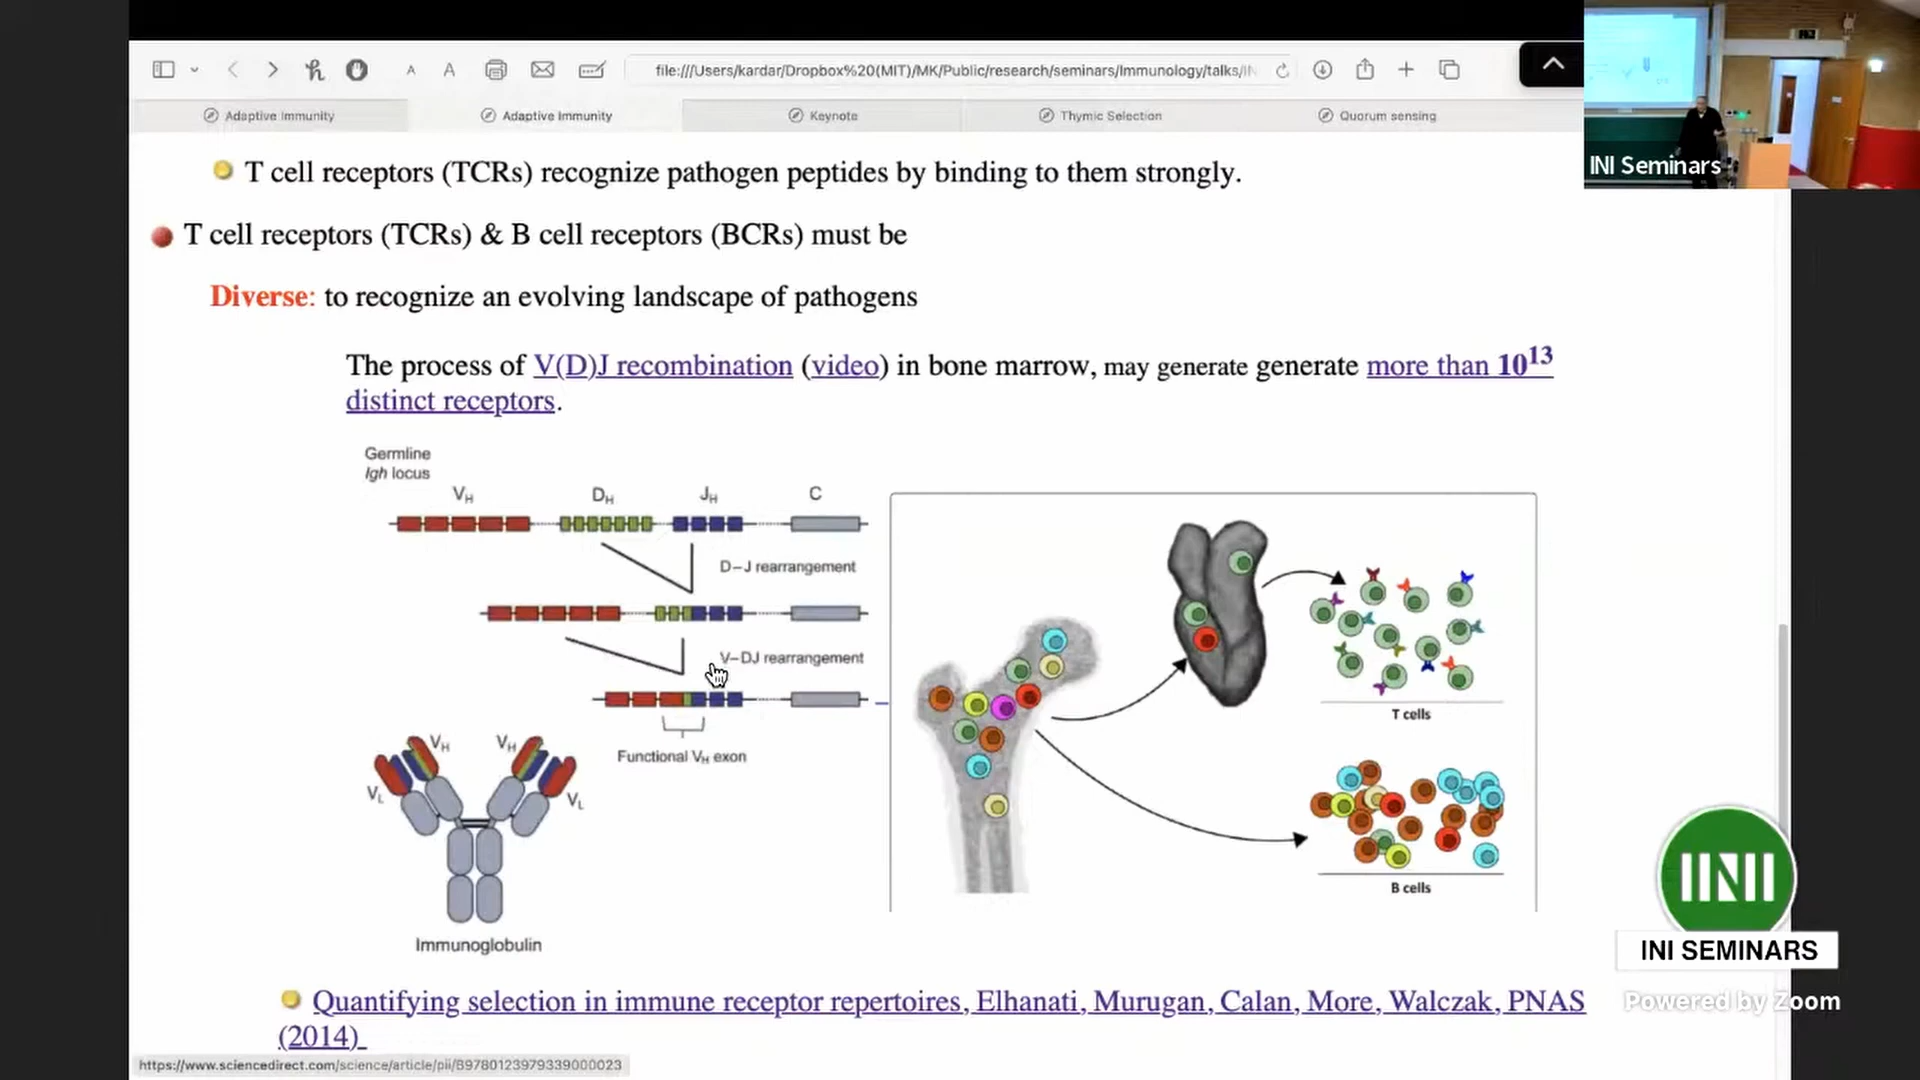 file:///Users/kardar/Dropbox%20(MIT)/MK/Public/research/seminars/Immunology/talks/IN
Adaptive Immunity
Adaptive Immunity
Keynote
Thymic Selection
Quorum sensing
INI Seminars
T cell receptors (TCRs) recognize pathogen peptides by binding to them strongly.
T cell receptors (TCRs) & B cell receptors (BCRs) must be
Diverse: to recognize an evolving landscape of pathogens
The process of V(D)J recombination (video) in bone marrow, may generate generate more than 10¹³
distinct receptors.
Germline
Igh locus
VH
DH
JH
C
D–J rearrangement
V–DJ rearrangement
Functional VH exon
VH
VH
VL
VL
Immunoglobulin
T cells
B cells
INI SEMINARS
Powered by Zoom
Quantifying selection in immune receptor repertoires, Elhanati, Murugan, Calan, More, Walczak, PNAS
(2014)
https://www.sciencedirect.com/science/article/pii/B9780123979339000023